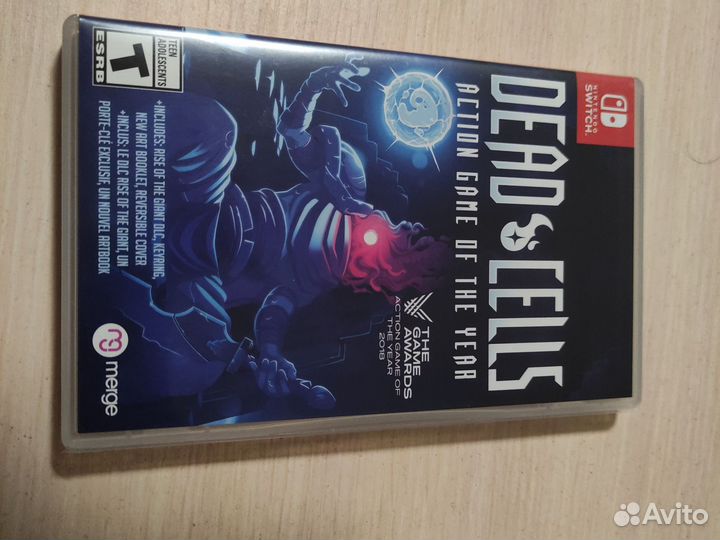 NINTENDO
SWITCH™
DEAD CELLS
ACTION GAME OF THE YEAR
THE
GAME
AWARDS
ACTION GAME OF
THE YEAR
2018
+INCLUDES: RISE OF THE GIANT DLC, KEYRING,
NEW ART BOOKLET, REVERSIBLE COVER
+INCLUS: LE DLC RISE OF THE GIANT, UN
PORTE-CLÉ EXCLUSIF, UN NOUVEL ARTBOOK
TEEN
ADOLESCENTS
T
ESRB
m
merge
Avito